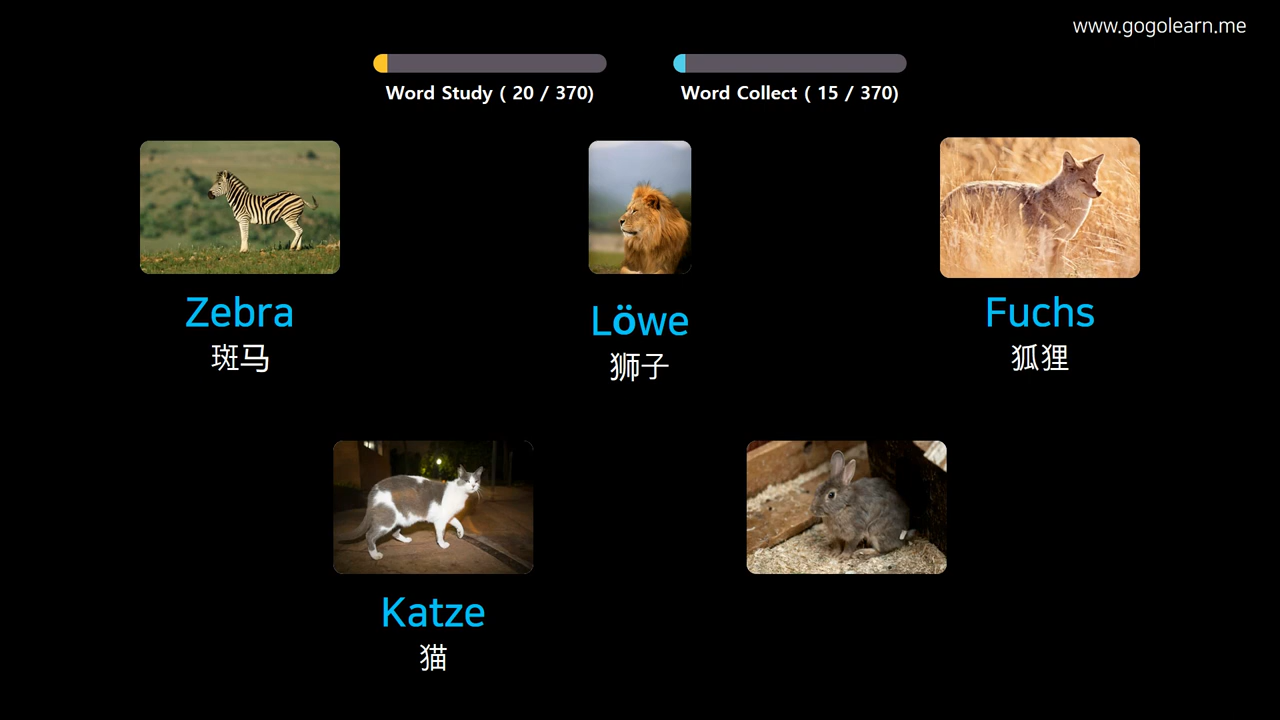 www.gogolearn.me
Word Study ( 20 / 370)
Word Collect ( 15 / 370)
Zebra
斑马
Löwe
狮子
Fuchs
狐狸
Katze
猫